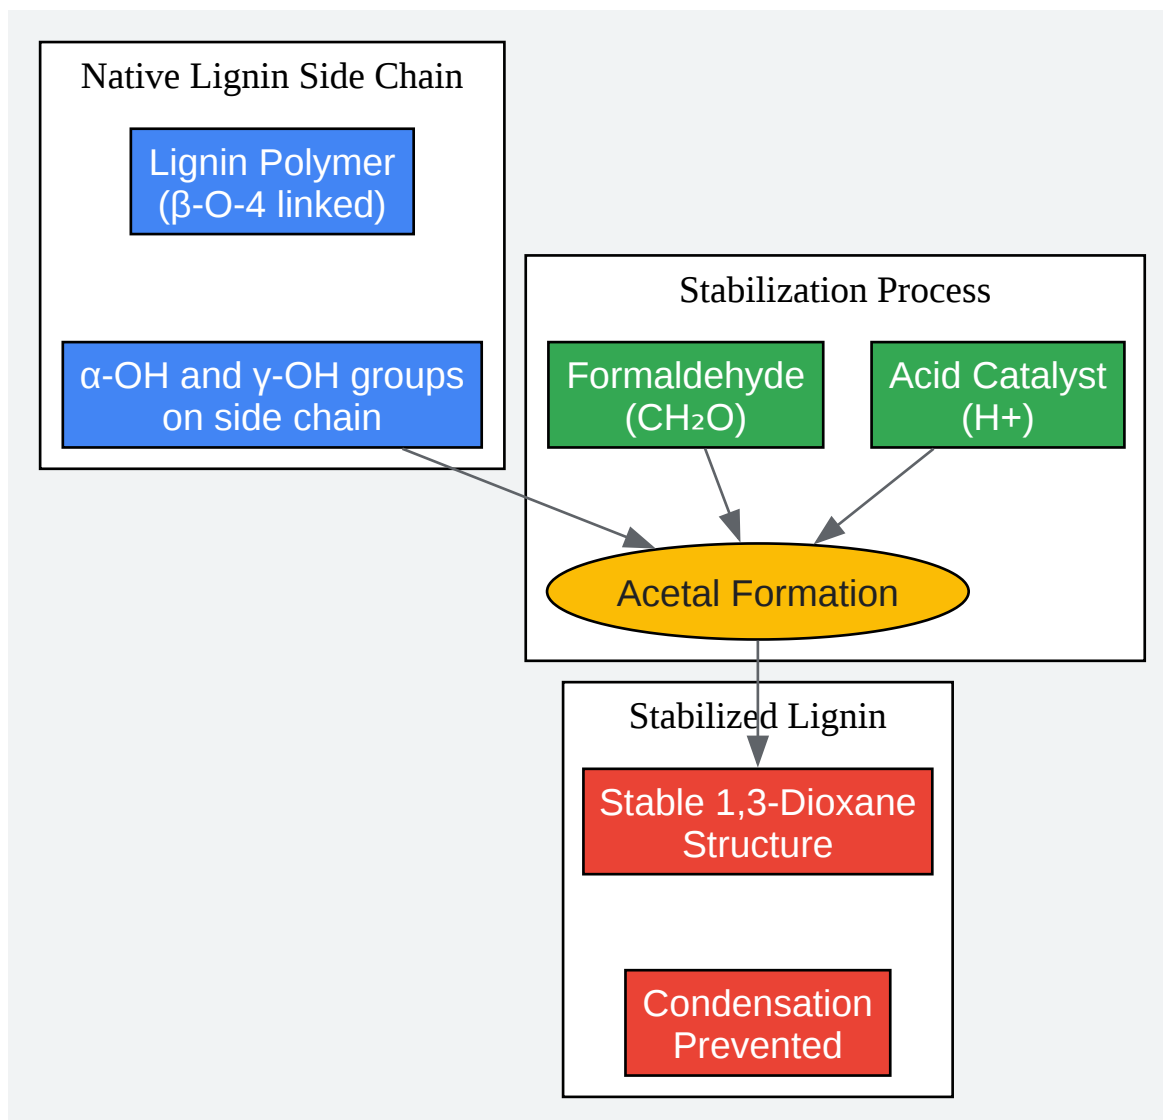 Native Lignin Side Chain
Lignin Polymer
(β-O-4 linked)
α-OH and γ-OH groups
on side chain
Stabilization Process
Formaldehyde
(CH₂O)
Acid Catalyst
(H+)
Acetal Formation
Stabilized Lignin
Stable 1,3-Dioxane
Structure
Condensation
Prevented